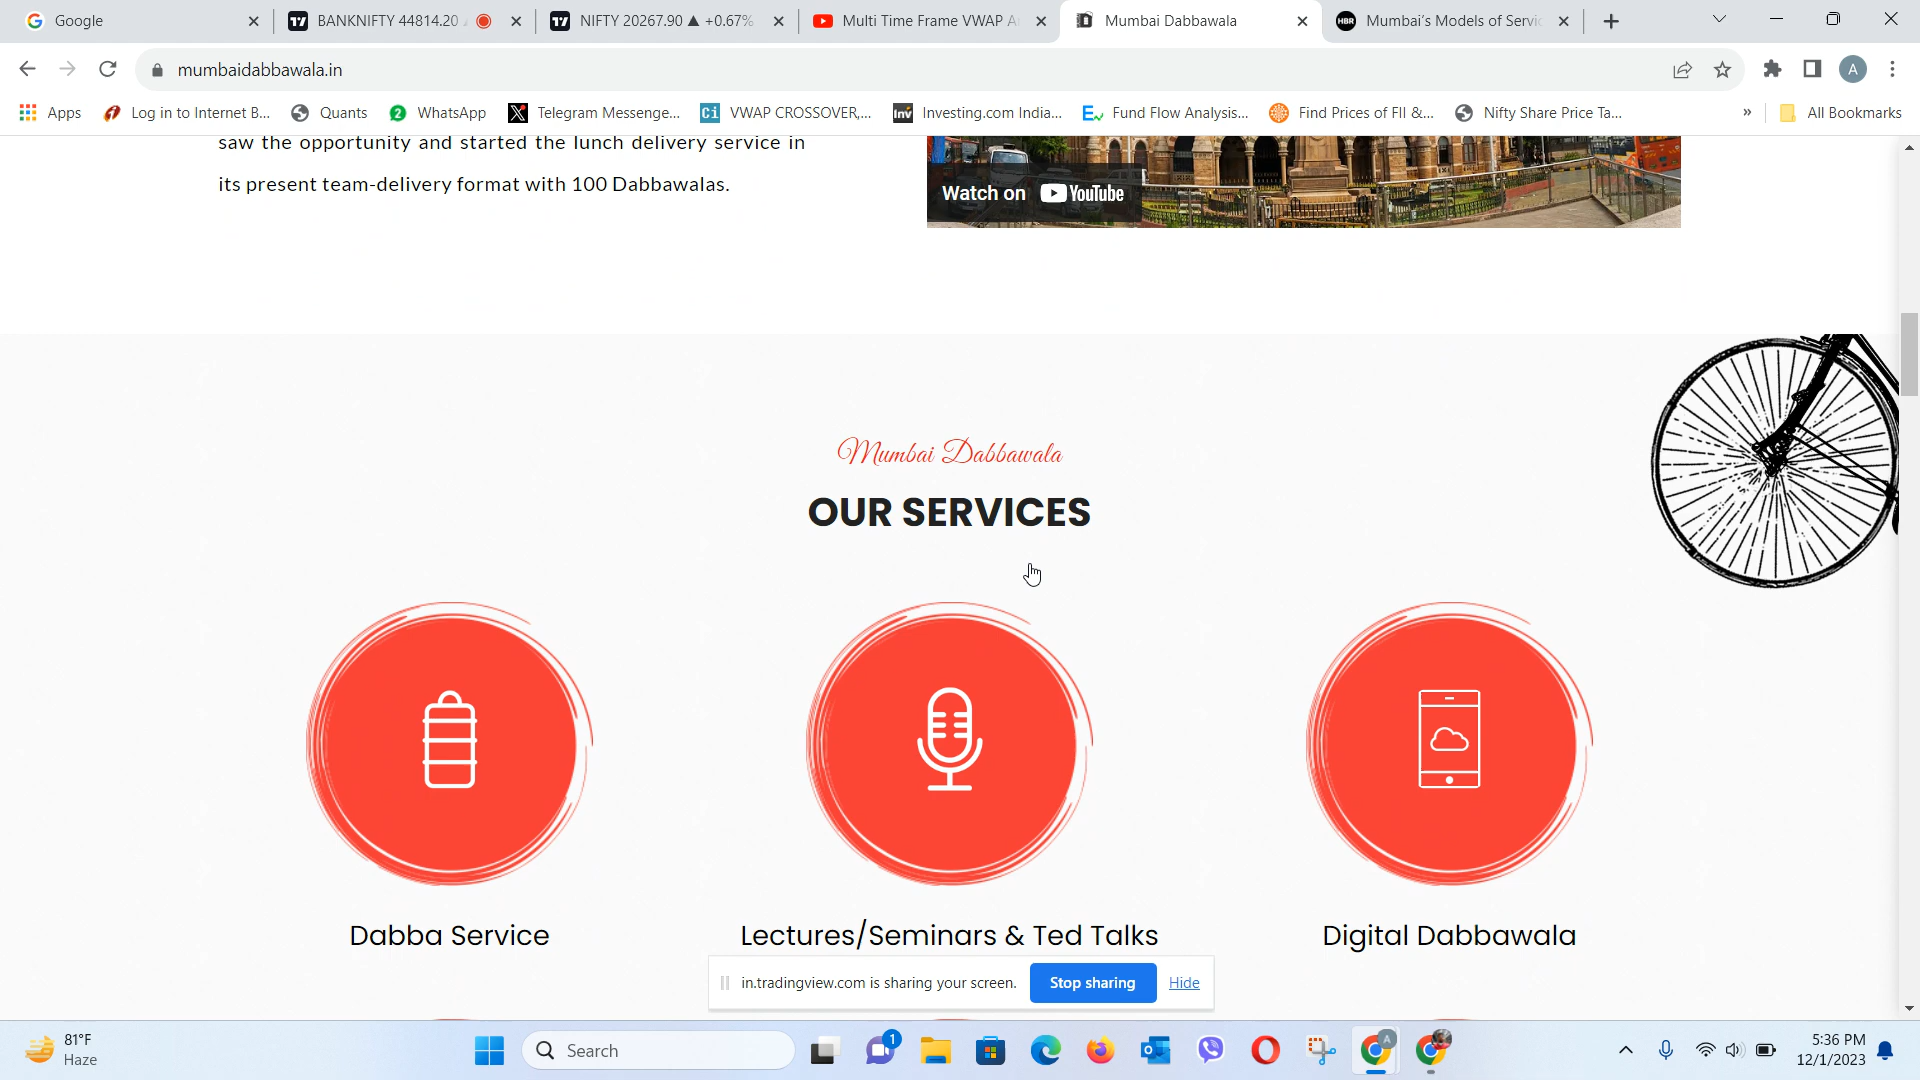 Google
BANKNIFTY 44814.20
NIFTY 20267.90 ▲ +0.67%
Multi Time Frame VWAP A
Mumbai Dabbawala
HBR Mumbai's Models of Servic
mumbaidabbawala.in
A
Apps
Log in to Internet B...
Quants
2 WhatsApp
X Telegram Messenge...
Ci VWAP CROSSOVER,...
Inv Investing.com India...
Fund Flow Analysis...
Find Prices of FII &...
Nifty Share Price Ta...
»
All Bookmarks
saw the opportunity and started the lunch delivery service in
its present team-delivery format with 100 Dabbawalas.
Watch on YouTube
Mumbai Dabbawala
OUR SERVICES
Dabba Service
Lectures/Seminars & Ted Talks
Digital Dabbawala
in.tradingview.com is sharing your screen.
Stop sharing
Hide
81°F
Haze
Search
1
A
5:36 PM
12/1/2023